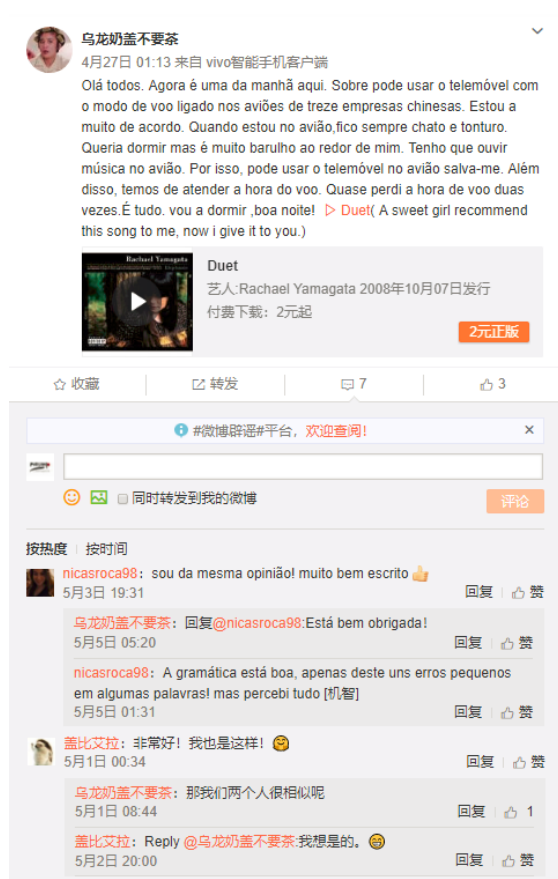 乌龙奶盖不要茶
4月27日 01:13 来自 vivo智能手机客户端
Olá todos. Agora é uma da manhã aqui. Sobre pode usar o telemóvel com
o modo de voo ligado nos aviões de treze empresas chinesas. Estou a
muito de acordo. Quando estou no avião,fico sempre chato e tonturo.
Queria dormir mas é muito barulho ao redor de mim. Tenho que ouvir
música no avião. Por isso, pode usar o telemóvel no avião salva-me. Além
disso, temos de atender a hora do voo. Quase perdi a hora de voo duas
vezes.É tudo. vou a dormir ,boa noite! ▷ Duet( A sweet girl recommend
this song to me, now i give it to you.)
Rachael Yamagata
Duet
艺人:Rachael Yamagata 2008年10月07日发行
付费下载：2元起
2元正版
收藏
转发
7
3
#微博辟谣#平台，欢迎查阅！ ×
同时转发到我的微博
评论
按热度 | 按时间
nicasroca98：sou da mesma opinião! muito bem escrito 👍
5月3日 19:31 回复 赞
乌龙奶盖不要茶：回复@nicasroca98:Está bem obrigada！
5月5日 05:20 回复 赞
nicasroca98：A gramática está boa, apenas deste uns erros pequenos
em algumas palavras! mas percebi tudo [机智]
5月5日 01:31 回复 赞
盖比艾拉：非常好！我也是这样！🤗
5月1日 00:34 回复 赞
乌龙奶盖不要茶：那我们两个人很相似呢
5月1日 08:44 回复 1
盖比艾拉：Reply @乌龙奶盖不要茶:我想是的。😁
5月2日 20:00 回复 赞